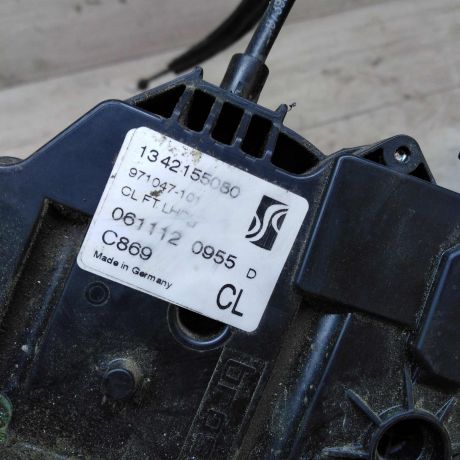 1342155080
971047-101
CL FT LHD
061112 0955 D
C869
Made in Germany
CL